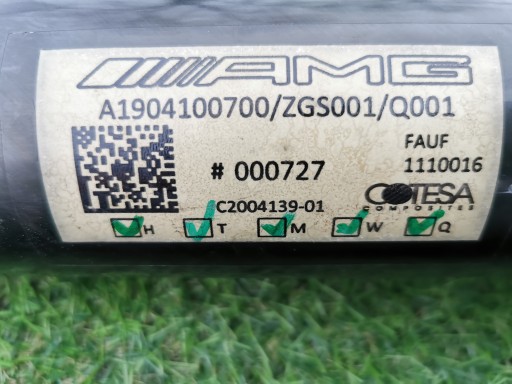 AMG
A1904100700/ZGS001/Q001
FAUF
# 000727
1110016
COTESA
COMPOSITES
C2004139-01
H T M W Q